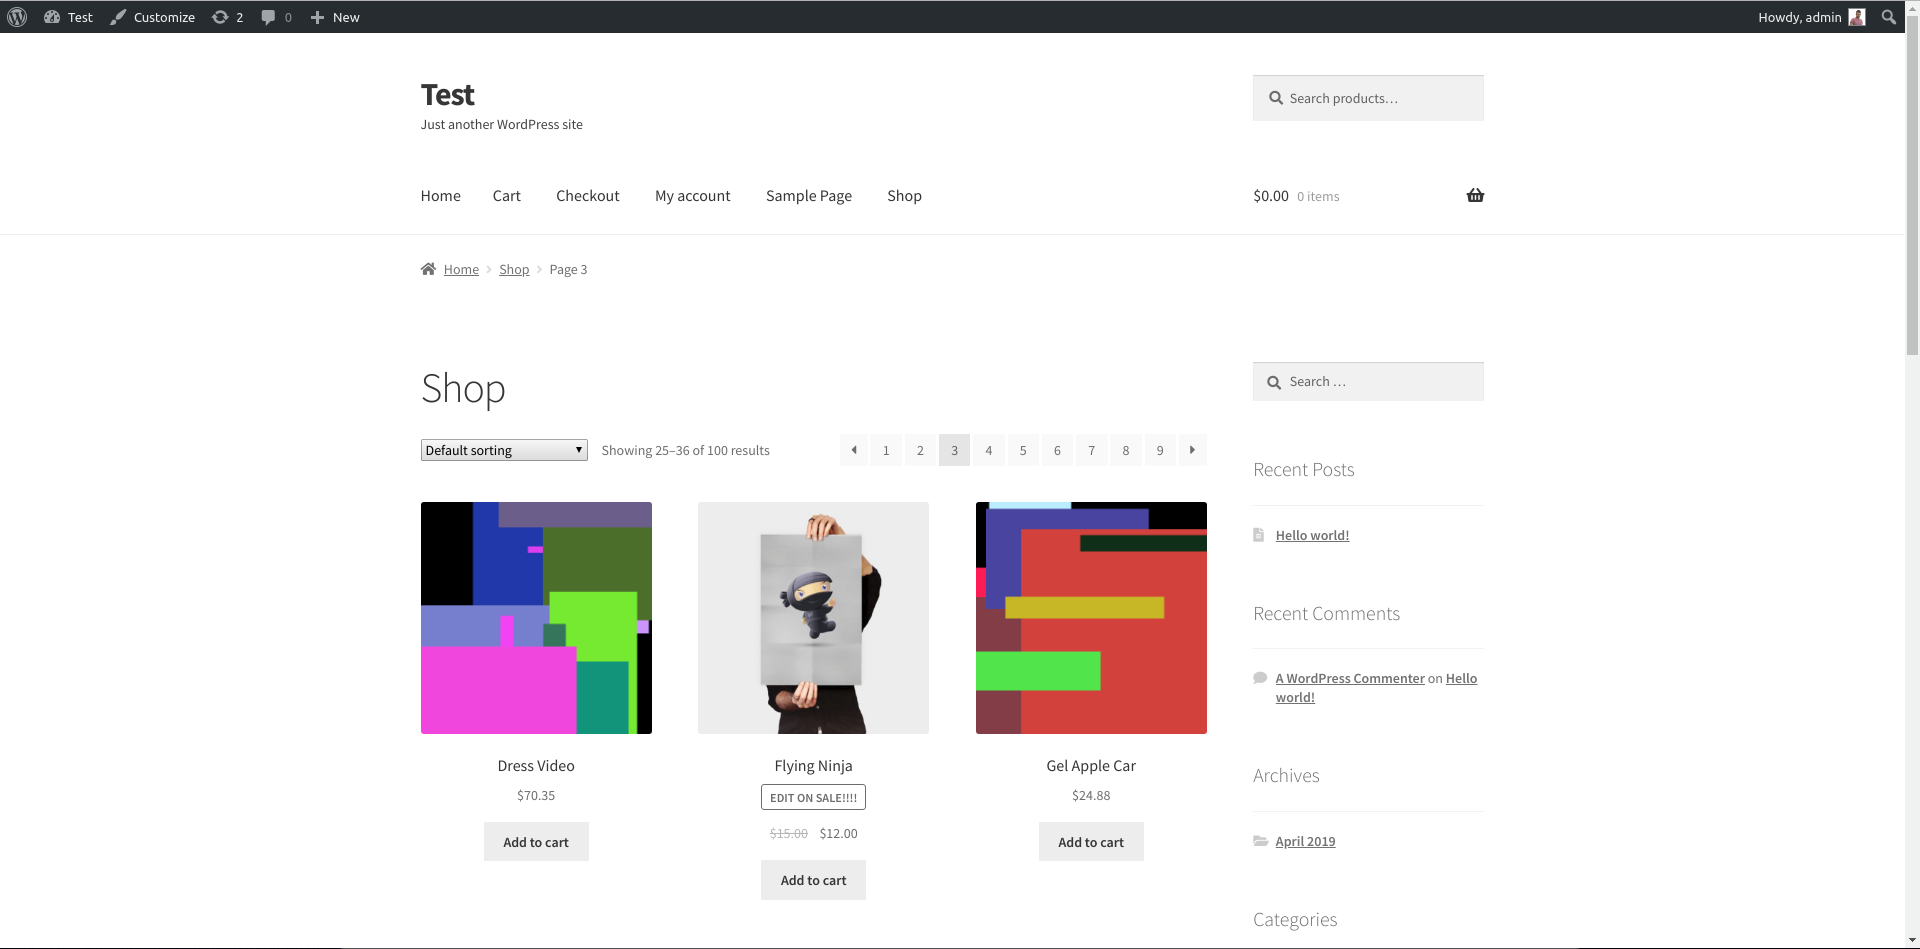 Test
Customize
2
0
New
Howdy, admin
Test
Just another WordPress site
Search products…
Home
Cart
Checkout
My account
Sample Page
Shop
$0.00 0 items
Home
Shop
Page 3
Shop
Search …
Default sorting
Showing 25–36 of 100 results
1
2
3
4
5
6
7
8
9
Dress Video
$70.35
Add to cart
Flying Ninja
EDIT ON SALE!!!!
$15.00 $12.00
Add to cart
Gel Apple Car
$24.88
Add to cart
Recent Posts
Hello world!
Recent Comments
A WordPress Commenter on Hello
world!
Archives
April 2019
Categories